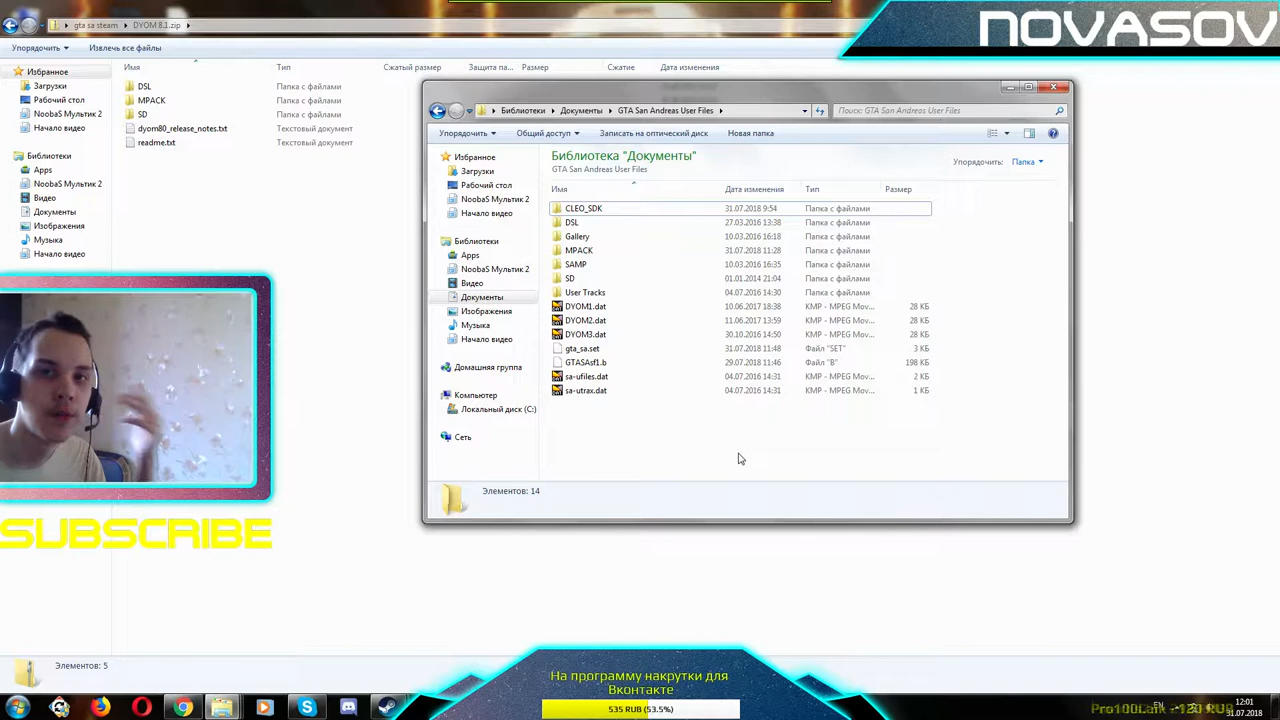 NOVASOV
gta sa steam ▸ DYOM 8.1.zip ▸
Упорядочить Извлечь все файлы
Имя Тип Сжатый размер Защита па... Размер Сжатие Дата изменения
Избранное
Загрузки
Рабочий стол
NoobaS Мультик 2
Начало видео
Библиотеки
Apps
NoobaS Мультик 2
Видео
Документы
Изображения
Музыка
Начало видео
DSL Папка с файлами
MPACK Папка с файлами
SD Папка с файлами
dyom80_release_notes.txt Текстовый документ
readme.txt Текстовый документ
Библиотеки ▸ Документы ▸ GTA San Andreas User Files ▸
Поиск: GTA San Andreas User Files
Упорядочить Общий доступ Записать на оптический диск Новая папка
Избранное
Загрузки
Рабочий стол
NoobaS Мультик 2
Начало видео
Библиотеки
Apps
NoobaS Мультик 2
Видео
Документы
Изображения
Музыка
Начало видео
Домашняя группа
Компьютер
Локальный диск (C:)
Сеть
Библиотека "Документы"
GTA San Andreas User Files
Упорядочить: Папка
Имя Дата изменения Тип Размер
CLEO_SDK 31.07.2018 9:54 Папка с файлами
DSL 27.03.2016 13:38 Папка с файлами
Gallery 10.03.2016 16:18 Папка с файлами
MPACK 31.07.2018 11:28 Папка с файлами
SAMP 10.03.2016 16:35 Папка с файлами
SD 01.01.2014 21:04 Папка с файлами
User Tracks 04.07.2016 14:30 Папка с файлами
DYOM1.dat 10.06.2017 18:38 KMP - MPEG Mov... 28 КБ
DYOM2.dat 11.06.2017 13:59 KMP - MPEG Mov... 28 КБ
DYOM3.dat 30.10.2016 14:50 KMP - MPEG Mov... 28 КБ
gta_sa.set 31.07.2018 11:48 Файл "SET" 3 КБ
GTASAsf1.b 29.07.2018 11:46 Файл "B" 198 КБ
sa-ufiles.dat 04.07.2016 14:31 KMP - MPEG Mov... 2 КБ
sa-utrax.dat 04.07.2016 14:31 KMP - MPEG Mov... 1 КБ
Элементов: 14
SUBSCRIBE
Элементов: 5
На программу накрутки для
Вконтакте
535 RUB (53.5%)
EN
12:01
31.07.2018